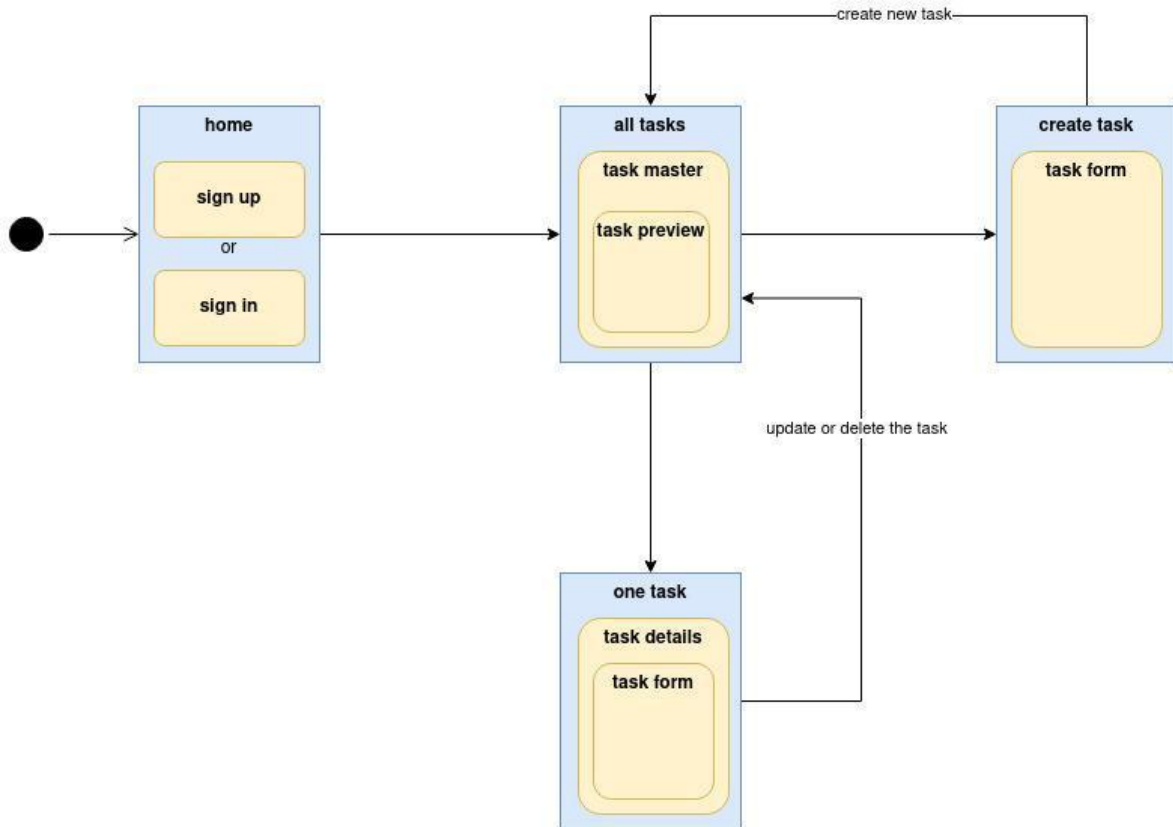 create new task
home
sign up
or
sign in
all tasks
task master
task preview
create task
task form
update or delete the task
one task
task details
task form